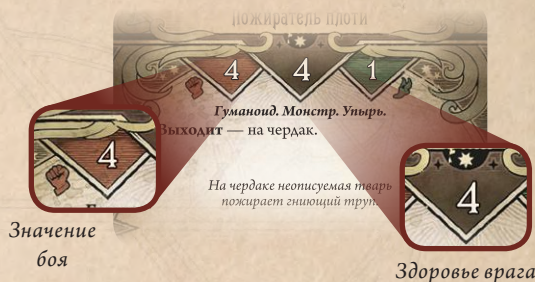 Пожиратель плоти
4 4 1
Гуманоид. Монстр. Упырь.
Выходит — на чердак.
4
На чердаке неописуемая тварь
пожирает гниющий труп.
4
Значение
боя
Здоровье врага